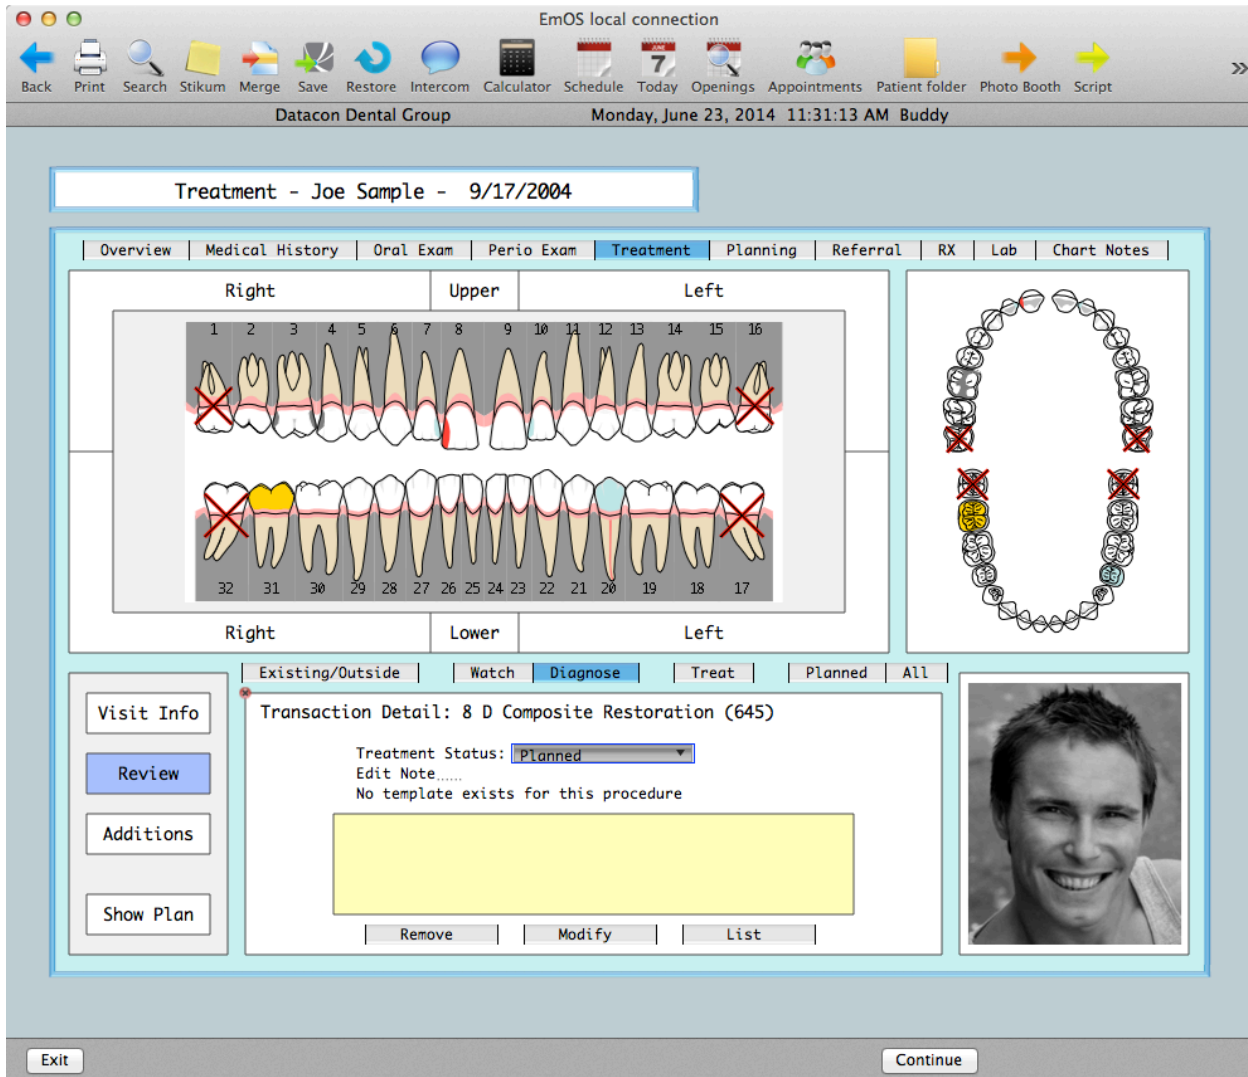 EmOS local connection
JUNE
7
Back Print Search Stikum Merge Save Restore Intercom Calculator Schedule Today Openings Appointments Patient folder Photo Booth Script
Datacon Dental Group Monday, June 23, 2014 11:31:13 AM Buddy
Treatment - Joe Sample - 9/17/2004
Overview Medical History Oral Exam Perio Exam Treatment Planning Referral RX Lab Chart Notes
Right Upper Left
1 2 3 4 5 6 7 8 9 10 11 12 13 14 15 16
32 31 30 29 28 27 26 25 24 23 22 21 20 19 18 17
Right Lower Left
Existing/Outside Watch Diagnose Treat Planned All
Visit Info
Review
Additions
Show Plan
Transaction Detail: 8 D Composite Restoration (645)
Treatment Status: Planned
Edit Note......
No template exists for this procedure
Remove Modify List
Exit Continue